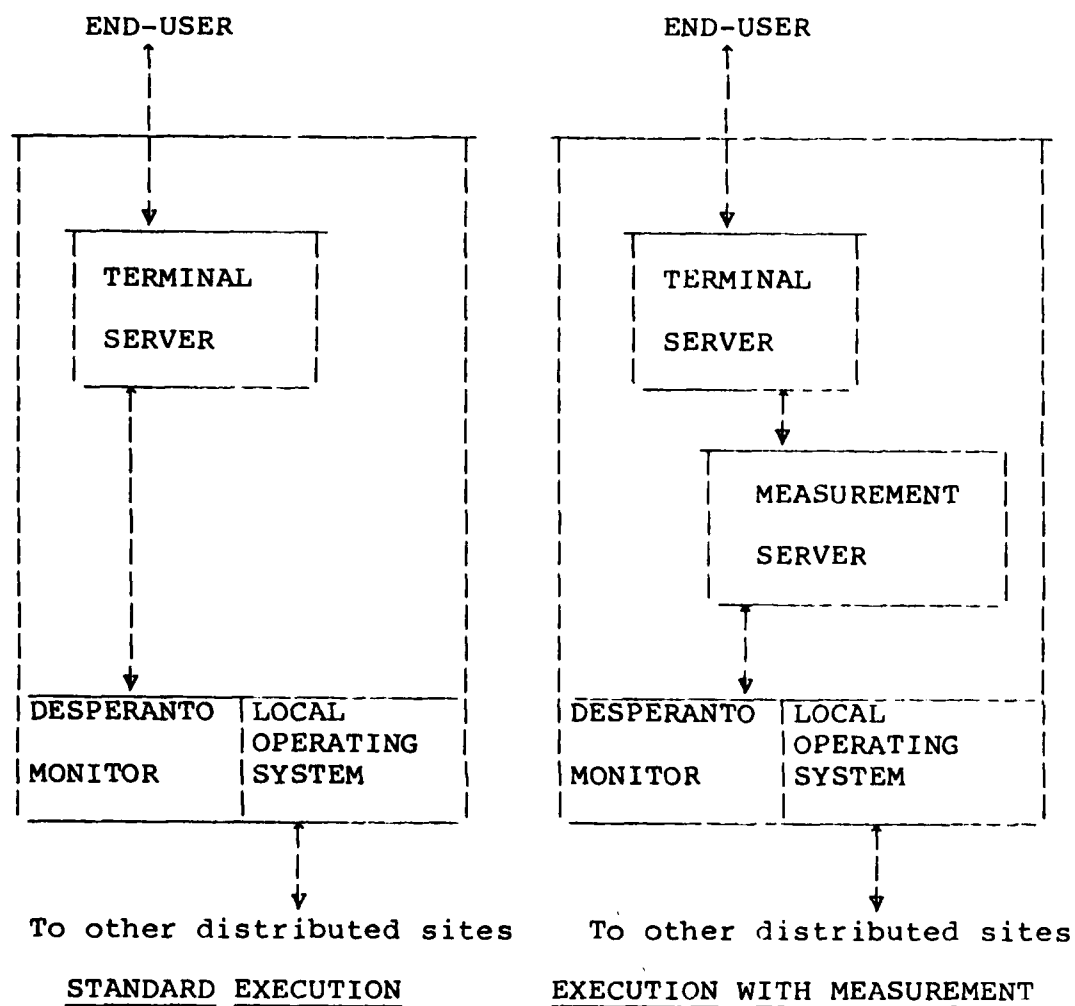 END-USER
TERMINAL
SERVER
DESPERANTO
MONITOR
LOCAL
OPERATING
SYSTEM
To other distributed sites
STANDARD EXECUTION
END-USER
TERMINAL
SERVER
MEASUREMENT
SERVER
DESPERANTO
MONITOR
LOCAL
OPERATING
SYSTEM
To other distributed sites
EXECUTION WITH MEASUREMENT